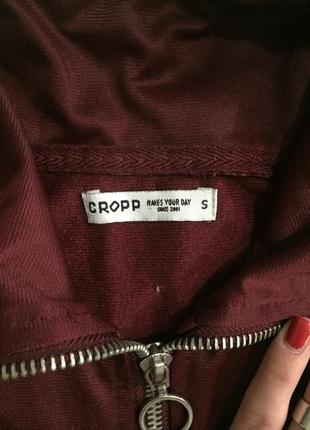 CROPP MAKES YOUR DAY S
SINCE 2001